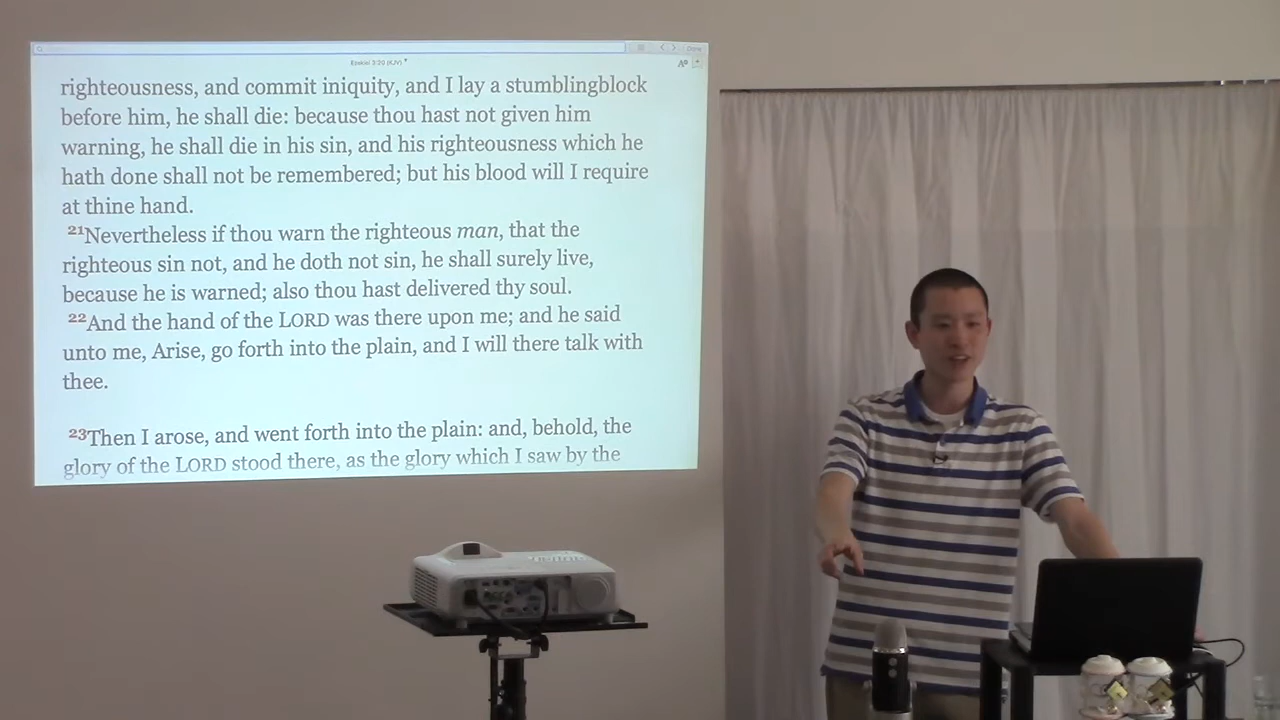 Done
Ezekiel 3:20 (KJV)
righteousness, and commit iniquity, and I lay a stumblingblock
before him, he shall die: because thou hast not given him
warning, he shall die in his sin, and his righteousness which he
hath done shall not be remembered; but his blood will I require
at thine hand.
21Nevertheless if thou warn the righteous man, that the
righteous sin not, and he doth not sin, he shall surely live,
because he is warned; also thou hast delivered thy soul.
22And the hand of the LORD was there upon me; and he said
unto me, Arise, go forth into the plain, and I will there talk with
thee.
23Then I arose, and went forth into the plain: and, behold, the
glory of the LORD stood there, as the glory which I saw by the